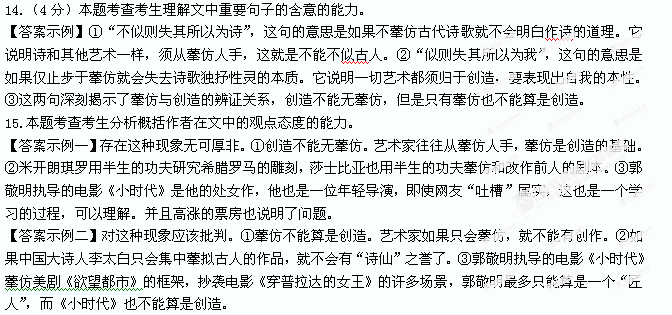 14.（4 分）本题考查考生理解文中重要句子的含意的能力。
【答案示例】①“不似则失其所以为诗”，这句的意思是如果不摹仿古代诗歌就不会明白作诗的道理。它
说明诗和其他艺术一样，须从摹仿人手，这就是不能不似古人。②“似则失其所以为我”，这句的意思是
如果仅止步于摹仿就会失去诗歌独抒性灵的本质。它说明一切艺术都须归于创造，要表现出自我的本性。
③这两句深刻揭示了摹仿与创造的辨证关系，创造不能无摹仿，但是只有摹仿也不能算是创造。
15.本题考查考生分析概括作者在文中的观点态度的能力。
【答案示例一】存在这种现象无可厚非。①创造不能无摹仿。艺术家往往从摹仿人手，摹仿是创造的基础。
②米开朗琪罗用半生的功夫研究希腊罗马的雕刻，莎士比亚也用半生的功夫摹仿和改作前人的剧本。③郭
敬明执导的电影《小时代》是他的处女作，他也是一位年轻导演，即使网友“吐槽”属实，这也是一个学
习的过程，可以理解。并且高涨的票房也说明了问题。
【答案示例二】对这种现象应该批判。①摹仿不能算是创造。艺术家如果只会摹仿，就不能有创作。②如
果中国大诗人李太白只会集中摹拟古人的作品，就不会有“诗仙”之誉了。③郭敬明执导的电影《小时代》
摹仿美剧《欲望都市》的框架，抄袭电影《穿普拉达的女王》的许多场景，郭敬明最多只能算是一个“匠
人”，而《小时代》也不能算是创造。